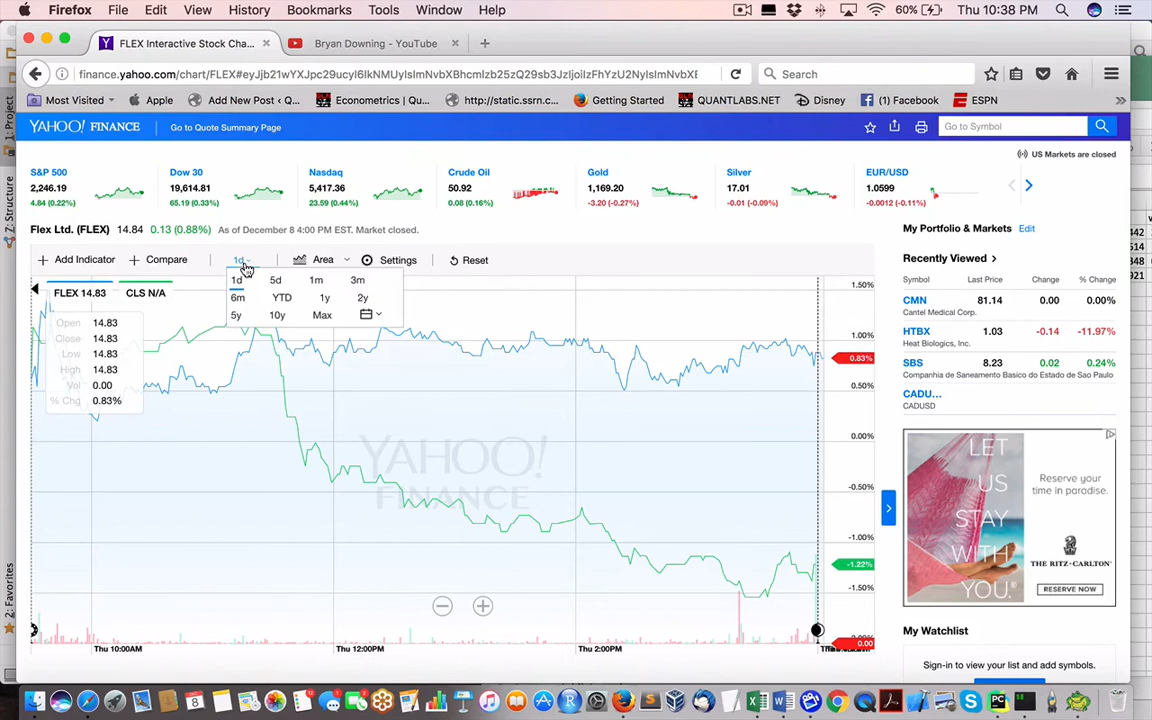 Firefox File Edit View History Bookmarks Tools Window Help 60% Thu 10:38 PM
FLEX Interactive Stock Cha... Bryan Downing - YouTube
Search
Most Visited Apple Add New Post ‹ Q... Econometrics ( Qu... http://static.ssrn.c... Getting Started QUANTLABS.NET Disney (1) Facebook ESPN
YAHOO! FINANCE Go to Quote Summary Page Go to Symbol
US Markets are closed
S&P 500 Dow 30 Nasdaq Crude Oil Gold Silver EUR/USD
2,246.19 19,614.81 5,417.36 50.92 1,169.20 17.01 1.0599
4.84 (0.22%) 65.19 (0.33%) 23.59 (0.44%) 0.08 (0.16%) -3.20 (-0.27%) -0.01 (-0.09%) -0.0012 (-0.11%)
Flex Ltd. (FLEX) 14.84 0.13 (0.88%) As of December 8 4:00 PM EST. Market closed.
My Portfolio & Markets Edit
+ Add Indicator + Compare 1d Area Settings Reset
Recently Viewed
Last Price Change Change
1d 5d 1m 3m
6m YTD 1y 2y
5y 10y Max
FLEX 14.83 CLS N/A
Open 14.83
Close 14.83
Low 14.83
High 14.83
Vol 0.00
% Chg 0.83%
1.50%
1.00%
0.83%
0.50%
0.00%
-0.50%
-1.00%
-1.22%
-1.50%
0.00
YAHOO!
FINANCE
Thu 10:00AM Thu 12:00PM Thu 2:00PM
CMN 81.14 0.00 0.00%
Cantel Medical Corp.
HTBX 1.03 -0.14 -11.97%
Heat Biologics, Inc.
SBS 8.23 0.02 0.24%
Companhia de Saneamento Basico do Estado de Sao Paulo
CADU...
CADUSD
LET
US
STAY
WITH
YOU.
Reserve your
time in paradise.
THE RITZ-CARLTON
RESERVE NOW
My Watchlist
Sign-in to view your list and add symbols.
1: Project
Z: Structure
2: Favorites
442
923
921
8